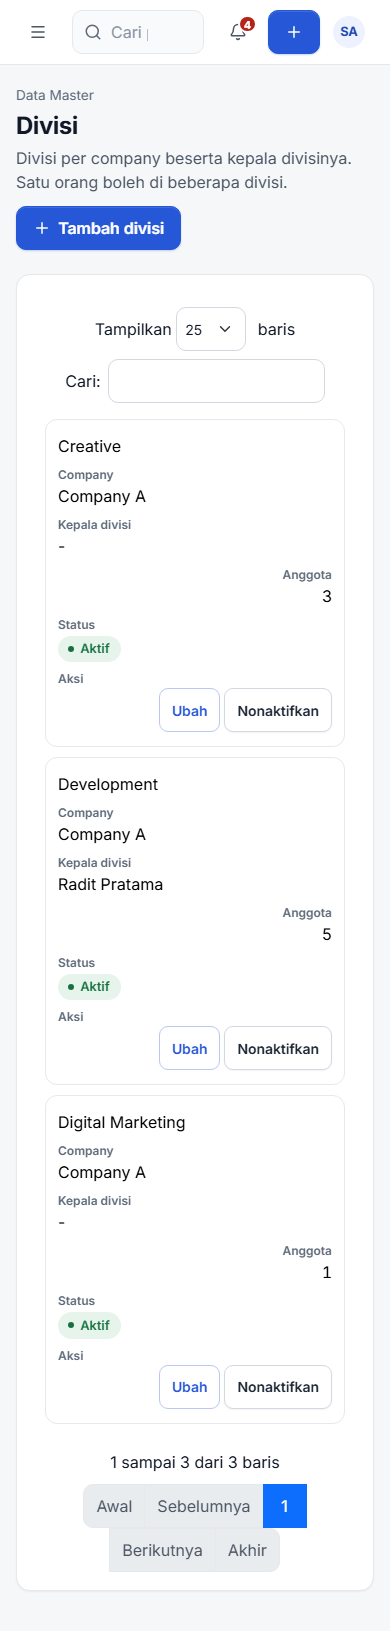 Cari
4
SA
Data Master
Divisi
Divisi per company beserta kepala divisinya.
Satu orang boleh di beberapa divisi.
Tambah divisi
Tampilkan 25 baris
Cari:
Creative
Company
Company A
Kepala divisi
-
Anggota
3
Status
Aktif
Aksi
Ubah Nonaktifkan
Development
Company
Company A
Kepala divisi
Radit Pratama
Anggota
5
Status
Aktif
Aksi
Ubah Nonaktifkan
Digital Marketing
Company
Company A
Kepala divisi
-
Anggota
1
Status
Aktif
Aksi
Ubah Nonaktifkan
1 sampai 3 dari 3 baris
Awal Sebelumnya 1
Berikutnya Akhir